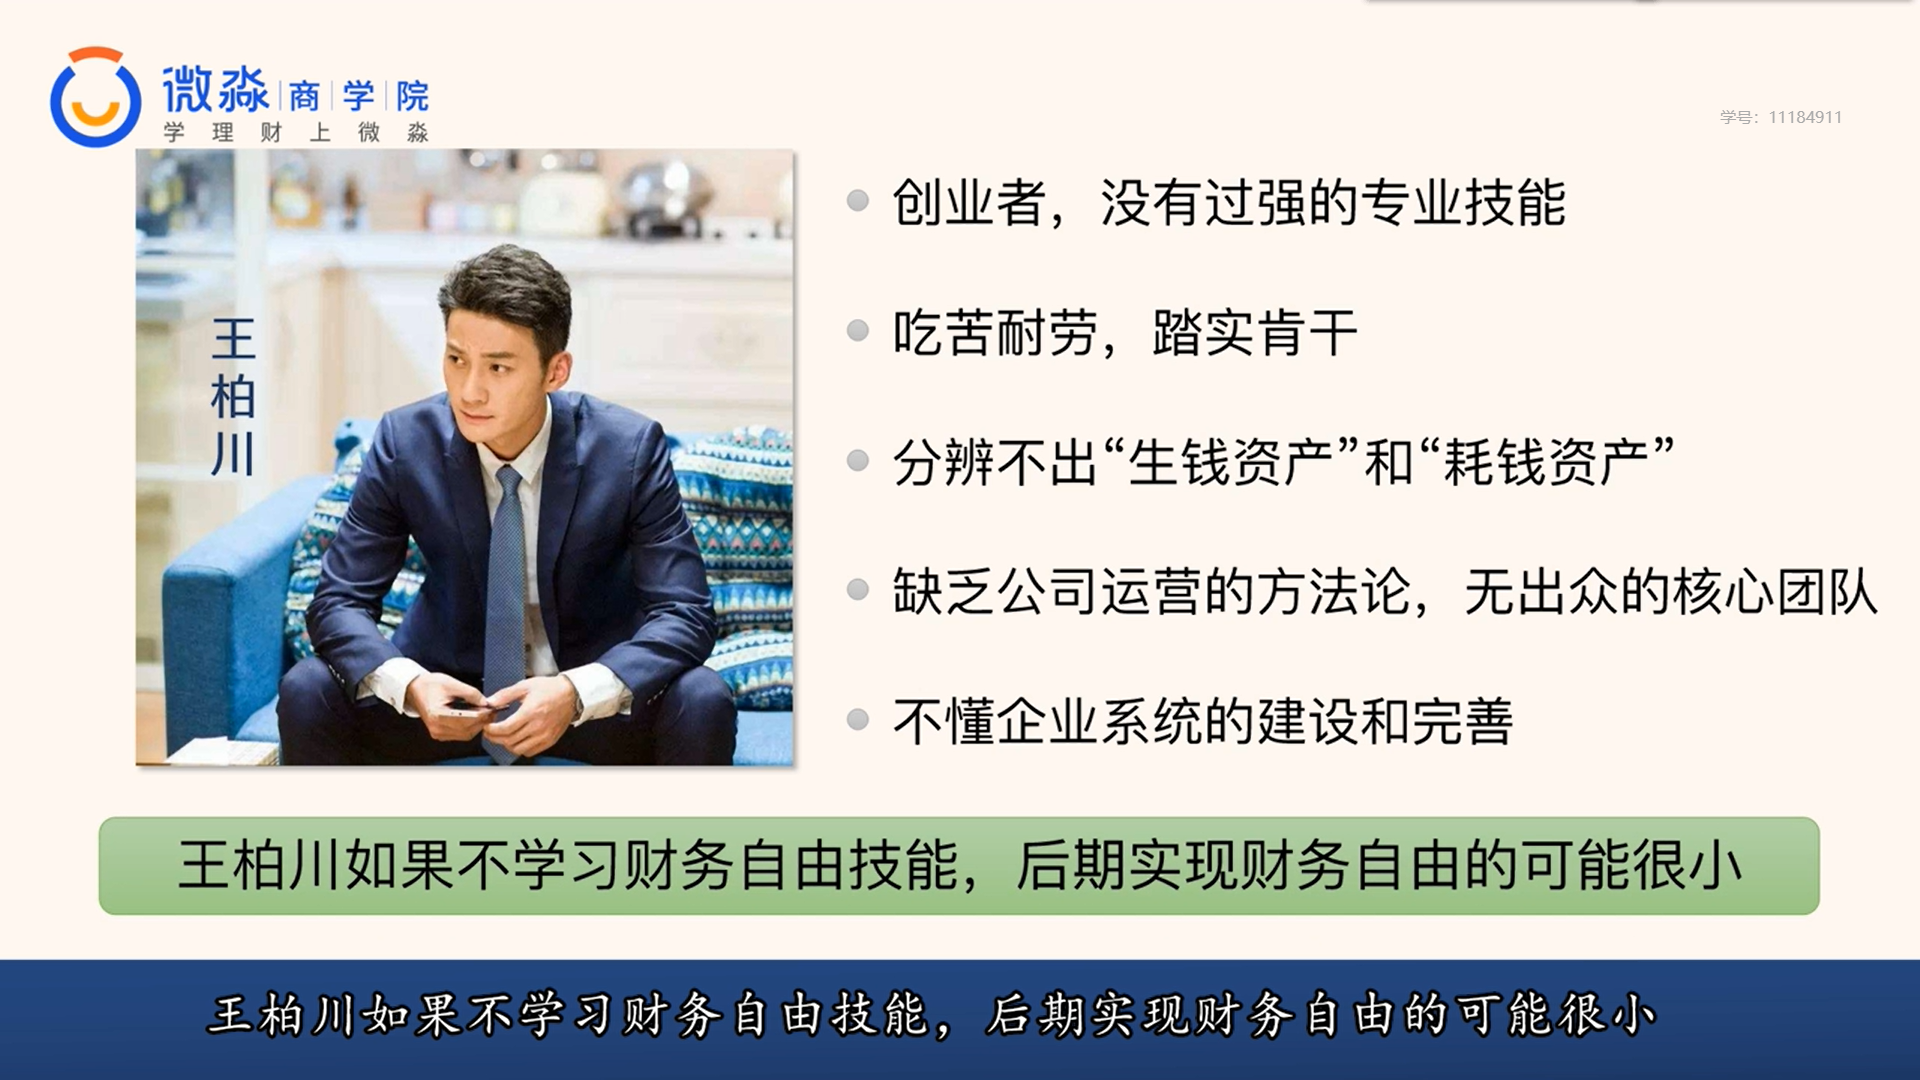 微淼商学院
学理财上微淼
学号：11184911
王柏川
创业者，没有过强的专业技能
吃苦耐劳，踏实肯干
分辨不出“生钱资产”和“耗钱资产”
缺乏公司运营的方法论，无出众的核心团队
不懂企业系统的建设和完善
王柏川如果不学习财务自由技能，后期实现财务自由的可能很小
王柏川如果不学习财务自由技能，后期实现财务自由的可能很小